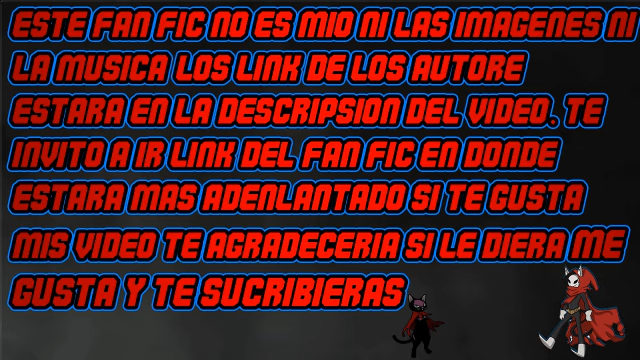 ESTE FAN FIC NO ES MIO NI LAS IMAGENES NI
LA MUSICA LOS LINK DE LOS AUTORE
ESTARA EN LA DESCRIPSION DEL VIDEO. TE
INVITO A IR LINK DEL FAN FIC EN DONDE
ESTARA MAS ADENLANTADO SI TE GUSTA
MIS VIDEO TE AGRADECERIA SI LE DIERA ME
GUSTA Y TE SUCRIBIERAS